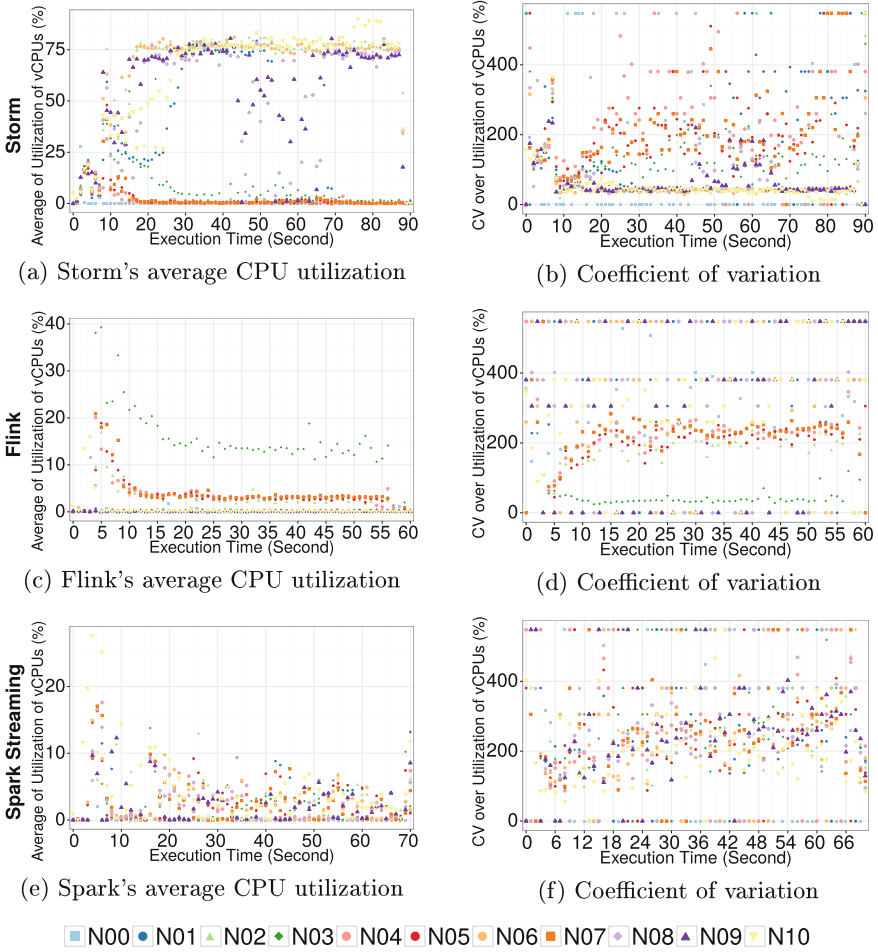 Storm
Average of Utilization of vCPUs (%)
75
50
25
0
0 10 20 30 40 50 60 70 80 90
Execution Time (Second)
(a) Storm's average CPU utilization
CV over Utilization of vCPUs (%)
400
200
0
0 10 20 30 40 50 60 70 80 90
Execution Time (Second)
(b) Coefficient of variation
Flink
Average of Utilization of vCPUs (%)
40
30
20
10
0
0 5 10 15 20 25 30 35 40 45 50 55 60
Execution Time (Second)
(c) Flink's average CPU utilization
CV over Utilization of vCPUs (%)
400
200
0
0 5 10 15 20 25 30 35 40 45 50 55 60
Execution Time (Second)
(d) Coefficient of variation
Spark Streaming
Average of Utilization of vCPUs (%)
20
10
0
0 10 20 30 40 50 60 70
Execution Time (Second)
(e) Spark's average CPU utilization
CV over Utilization of vCPUs (%)
400
200
0
0 6 12 18 24 30 36 42 48 54 60 66
Execution Time (Second)
(f) Coefficient of variation
N00 N01 N02 N03 N04 N05 N06 N07 N08 N09 N10